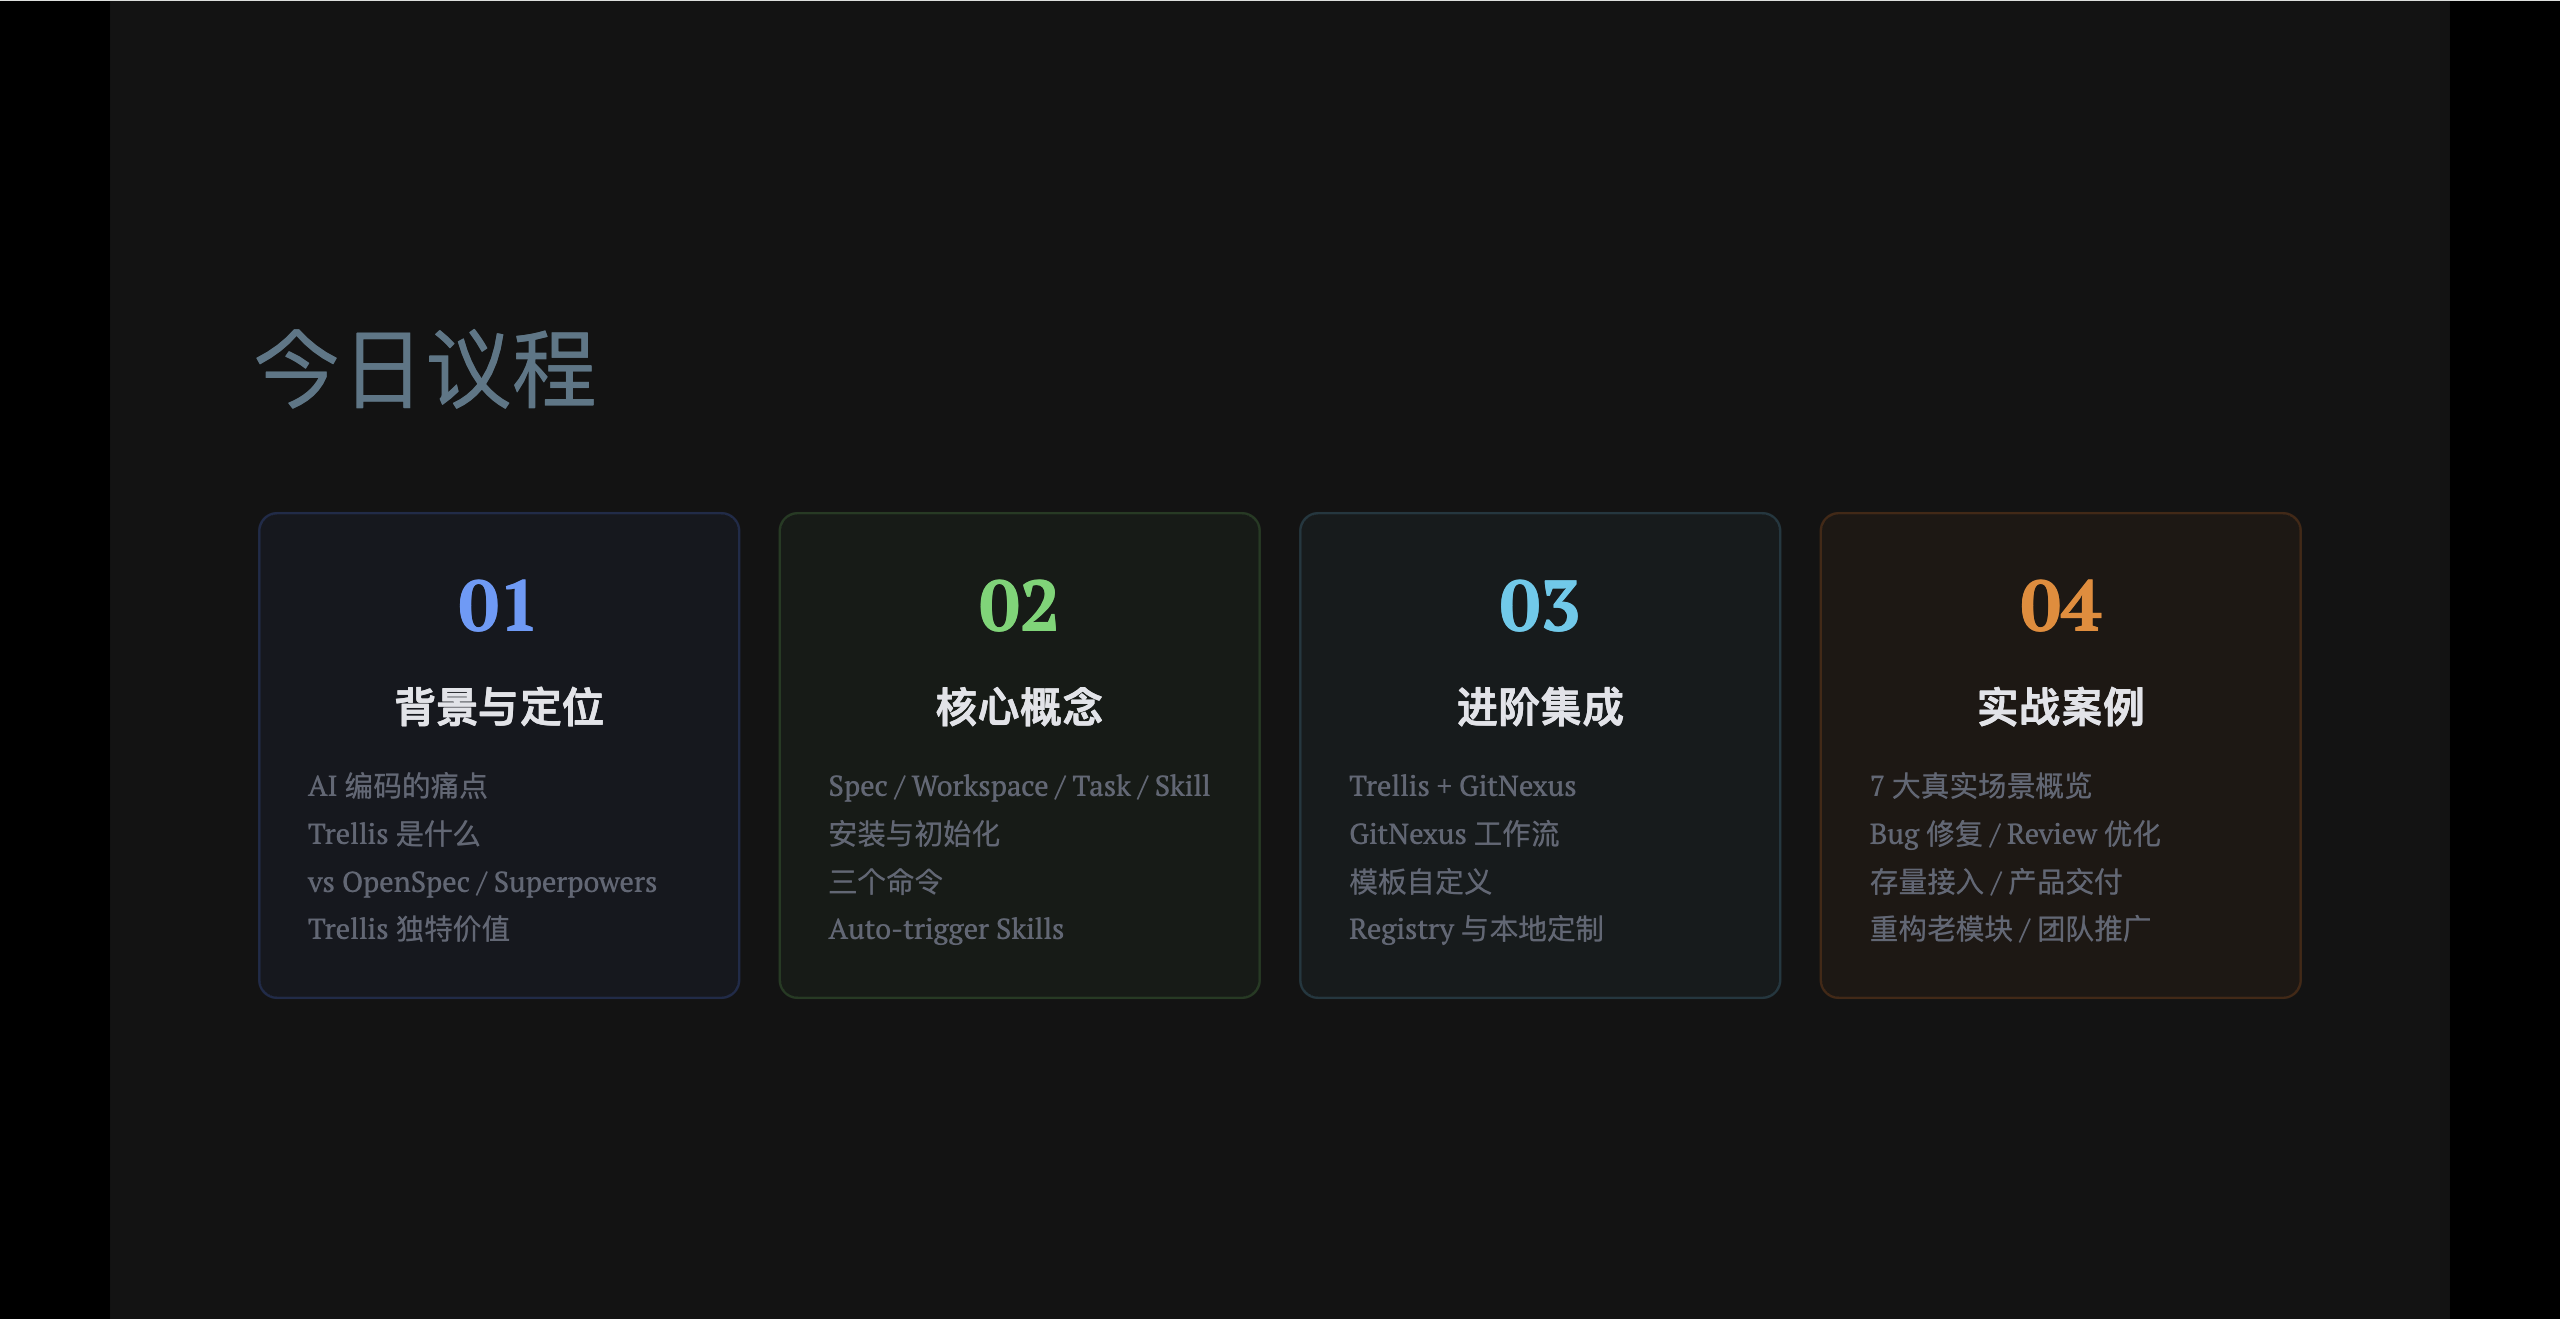 今日议程
01
背景与定位
AI 编码的痛点
Trellis 是什么
vs OpenSpec / Superpowers
Trellis 独特价值
02
核心概念
Spec / Workspace / Task / Skill
安装与初始化
三个命令
Auto-trigger Skills
03
进阶集成
Trellis + GitNexus
GitNexus 工作流
模板自定义
Registry 与本地定制
04
实战案例
7 大真实场景概览
Bug 修复 / Review 优化
存量接入 / 产品交付
重构老模块 / 团队推广